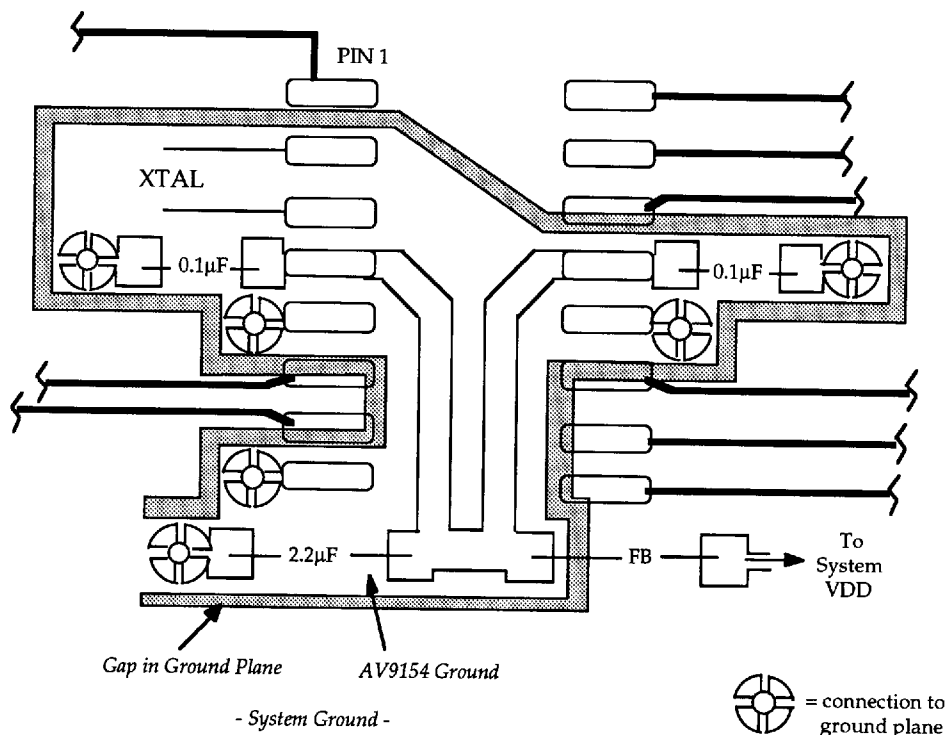 PIN 1
XTAL
0.1µF
0.1µF
2.2µF
FB
To
System
VDD
Gap in Ground Plane
AV9154 Ground
- System Ground -
= connection to
ground plane